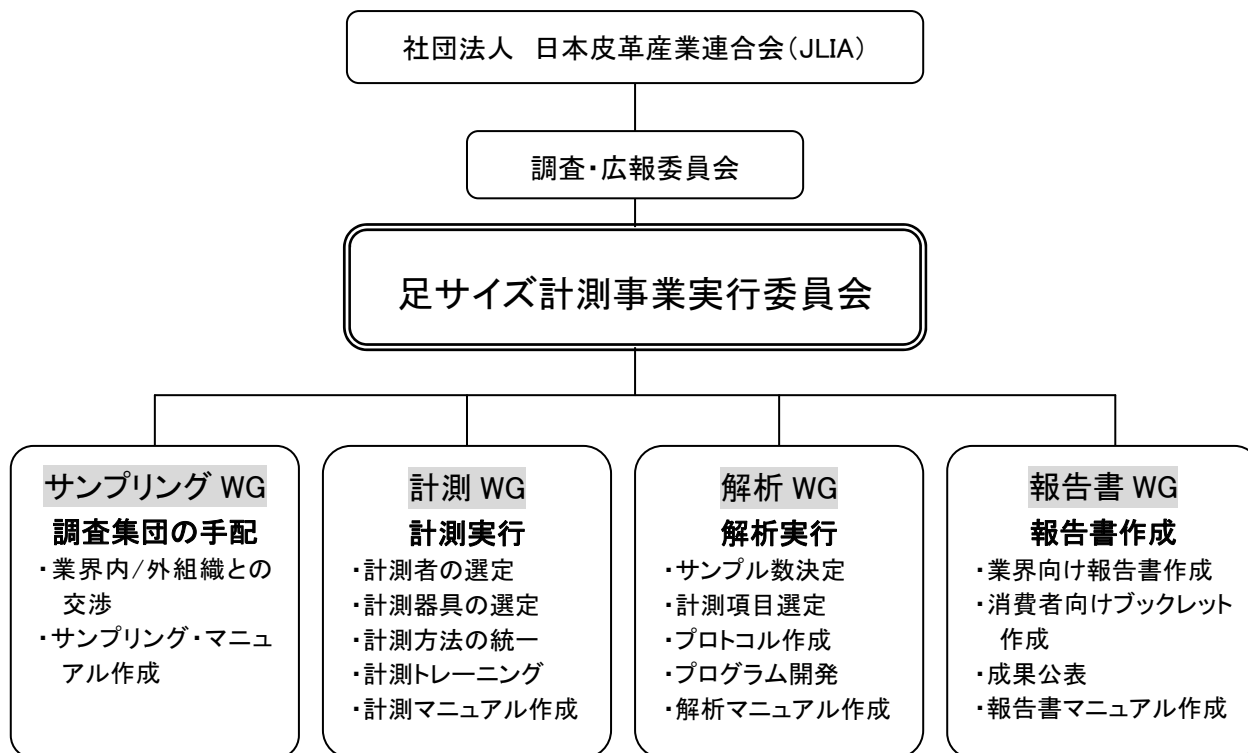 社団法人　日本皮革産業連合会(JLIA)
調査・広報委員会
足サイズ計測事業実行委員会
サンプリング WG
調査集団の手配
・業界内/外組織との
交渉
・サンプリング・マニュ
アル作成
計測 WG
計測実行
・計測者の選定
・計測器具の選定
・計測方法の統一
・計測トレーニング
・計測マニュアル作成
解析 WG
解析実行
・サンプル数決定
・計測項目選定
・プロトコル作成
・プログラム開発
・解析マニュアル作成
報告書 WG
報告書作成
・業界向け報告書作成
・消費者向けブックレット
作成
・成果公表
・報告書マニュアル作成